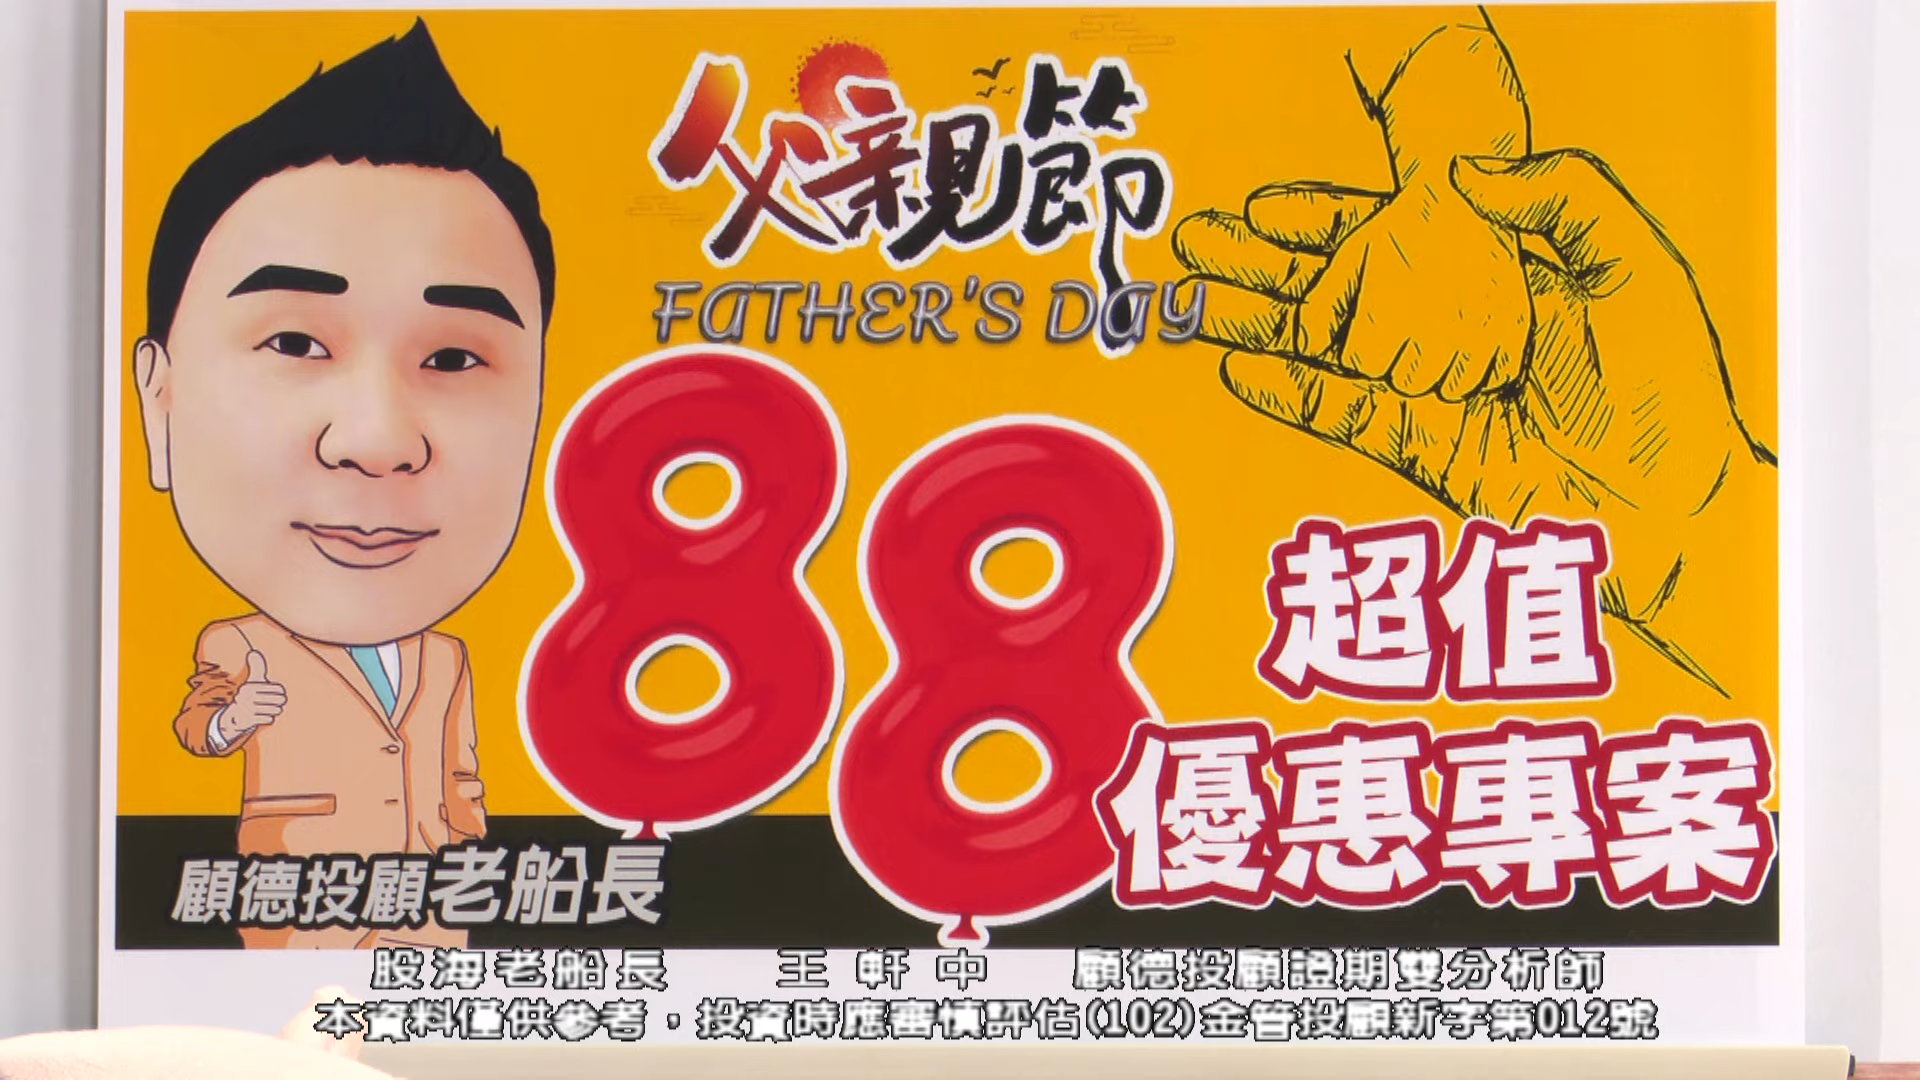 父親節
FATHER'S DAY
88
超值
優惠專案
顧德投顧老船長
股海老船長 王軒中 顧德投顧證期雙分析師
本資料僅供參考，投資時應審慎評估(102)金管投顧新字第012號